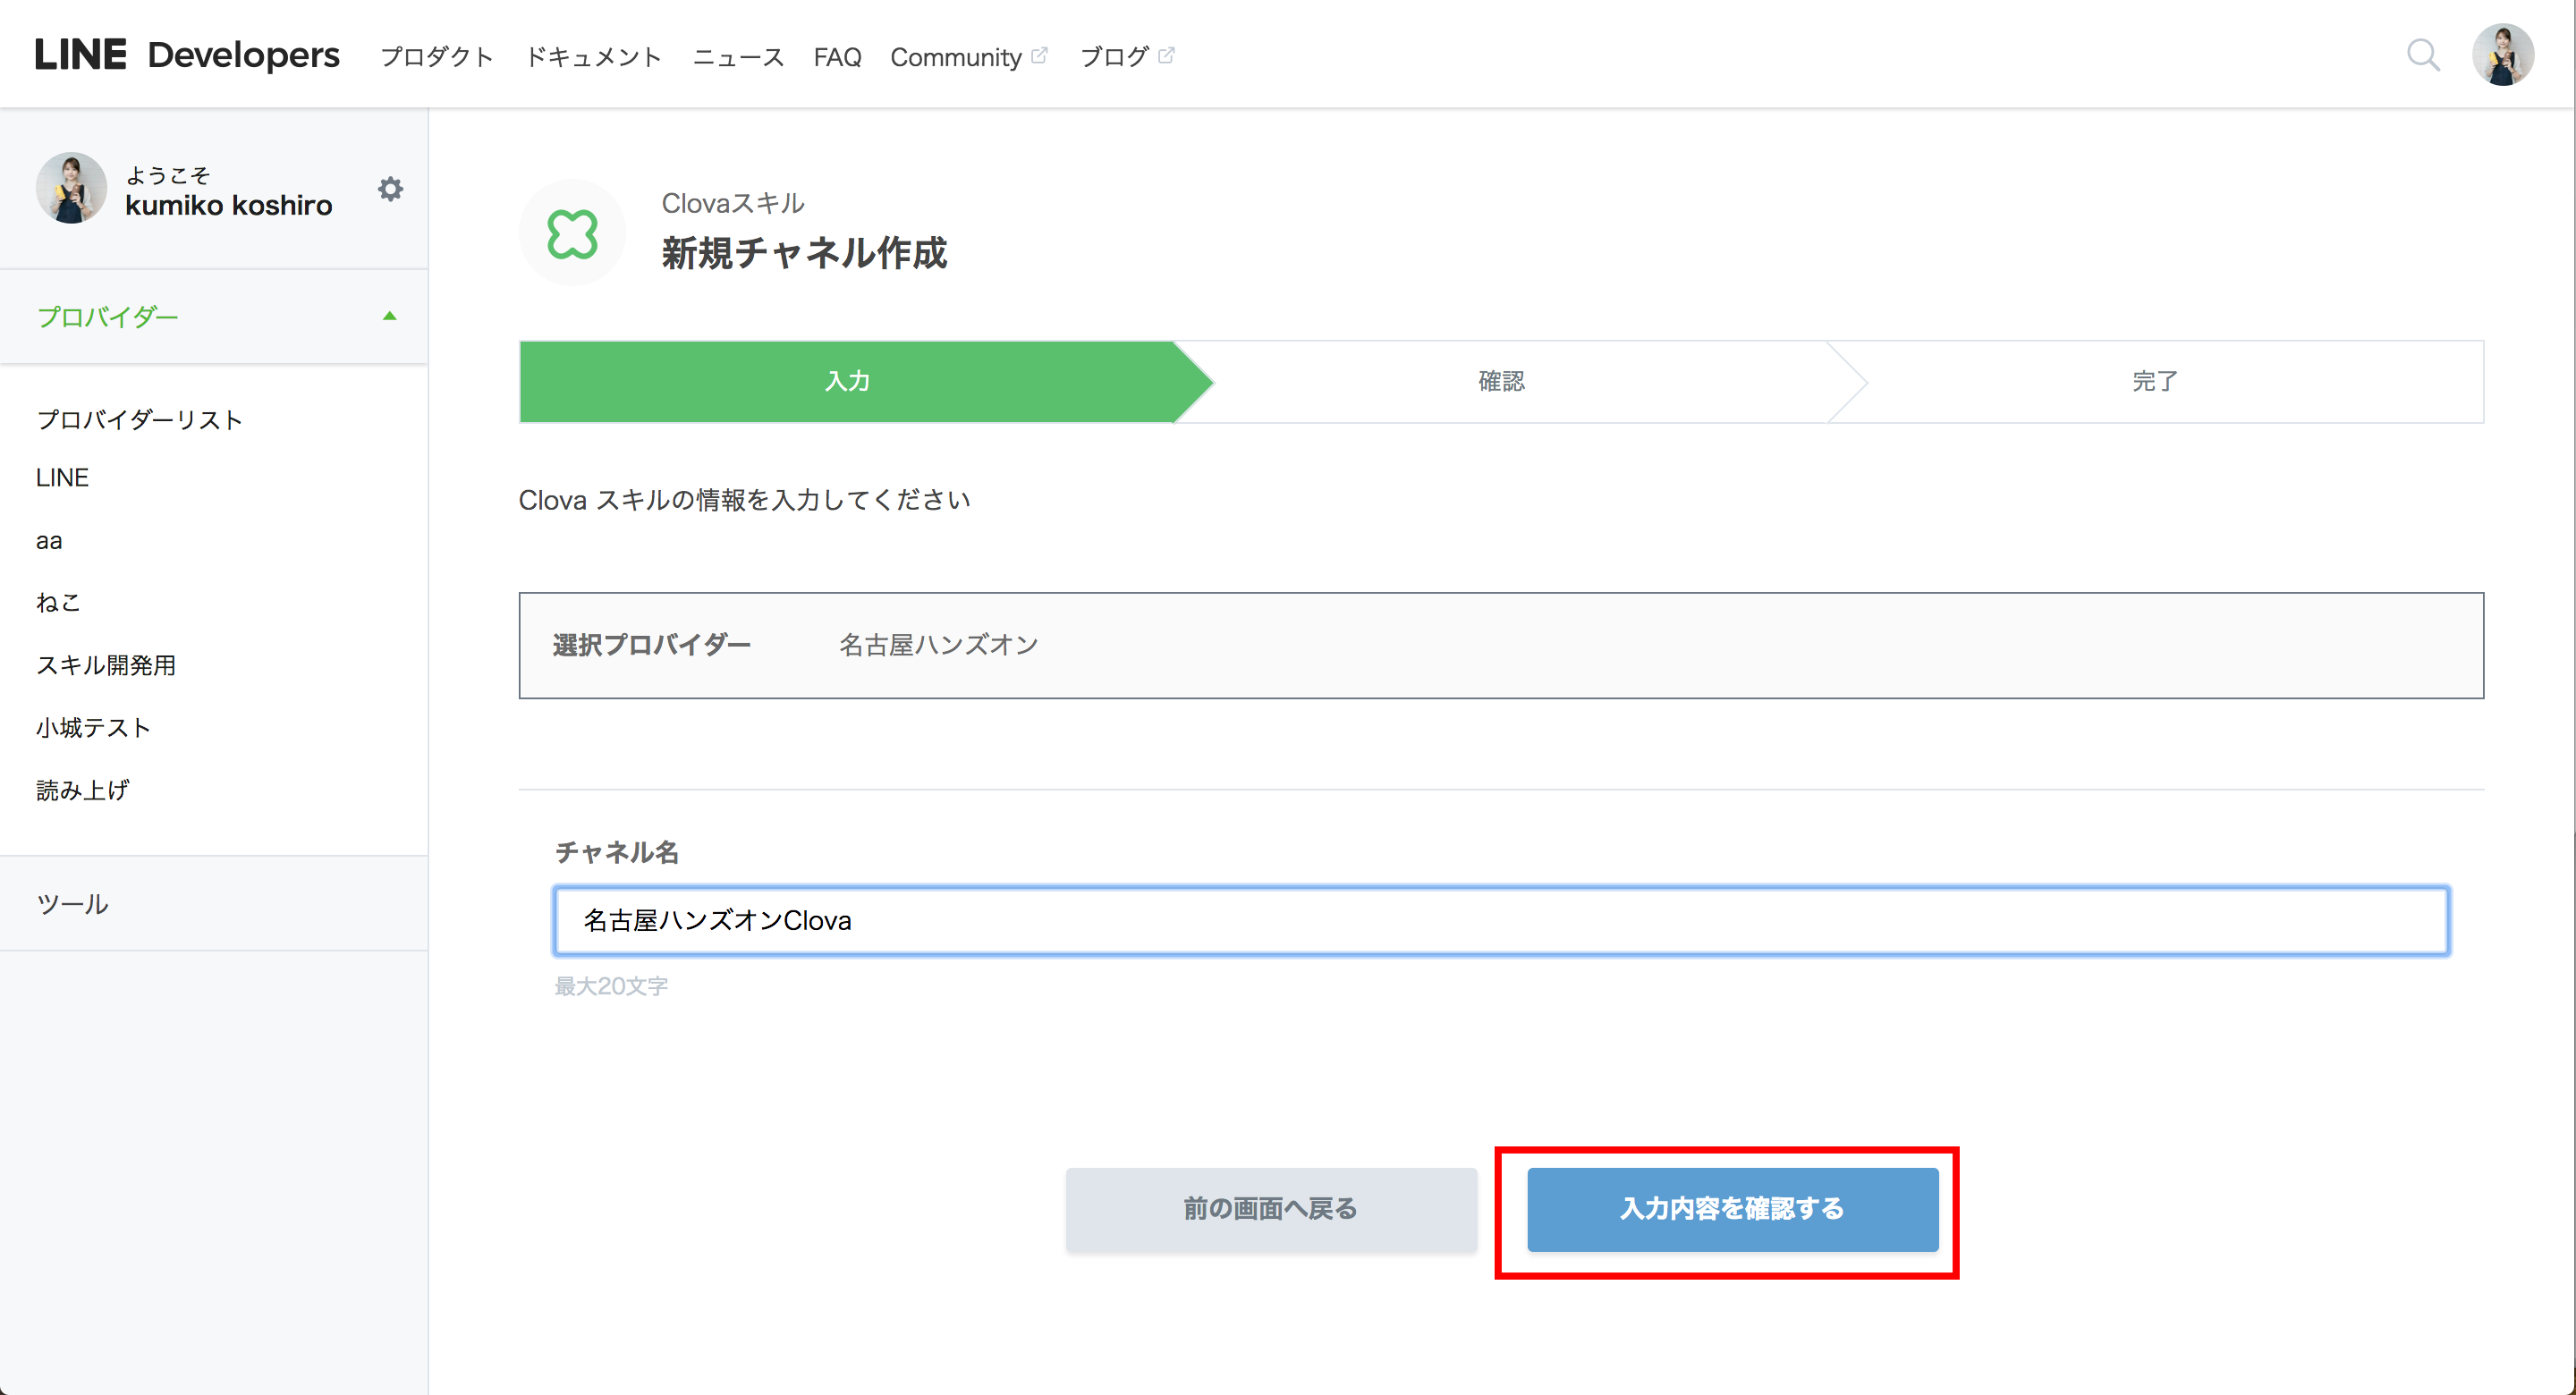 LINE Developers プロダクト ドキュメント ニュース FAQ Community ブログ
ようこそ
kumiko koshiro
プロバイダー
プロバイダーリスト
LINE
aa
ねこ
スキル開発用
小城テスト
読み上げ
ツール
Clovaスキル
新規チャネル作成
入力 確認 完了
Clova スキルの情報を入力してください
選択プロバイダー 名古屋ハンズオン
チャネル名
名古屋ハンズオンClova
最大20文字
前の画面へ戻る 入力内容を確認する